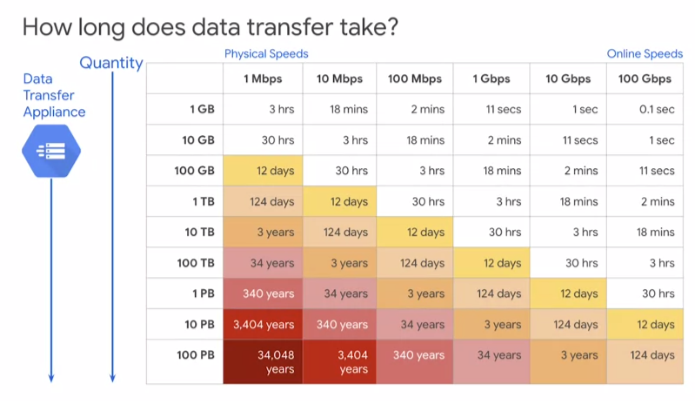 How long does data transfer take?
Physical Speeds Online Speeds
Quantity
Data
Transfer
Appliance
1 Mbps 10 Mbps 100 Mbps 1 Gbps 10 Gbps 100 Gbps
1 GB 3 hrs 18 mins 2 mins 11 secs 1 sec 0.1 sec
10 GB 30 hrs 3 hrs 18 mins 2 mins 11 secs 1 sec
100 GB 12 days 30 hrs 3 hrs 18 mins 2 mins 11 secs
1 TB 124 days 12 days 30 hrs 3 hrs 18 mins 2 mins
10 TB 3 years 124 days 12 days 30 hrs 3 hrs 18 mins
100 TB 34 years 3 years 124 days 12 days 30 hrs 3 hrs
1 PB 340 years 34 years 3 years 124 days 12 days 30 hrs
10 PB 3,404 years 340 years 34 years 3 years 124 days 12 days
100 PB 34,048 3,404 340 years 34 years 3 years 124 days
years years